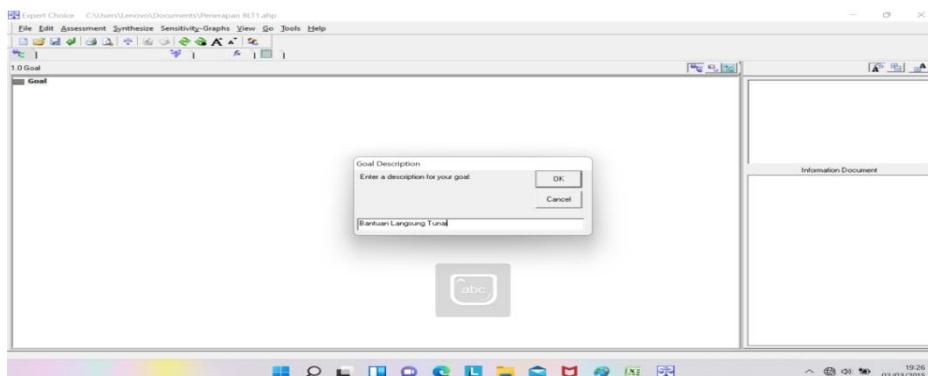 Expert Choice C:\Users\Lenovo\Documents\Penerapan BLT1.ahp
File Edit Assessment Synthesize Sensitivity-Graphs View Go Tools Help
1.0 Goal
Goal
Goal Description
Enter a description for your goal:
OK
Cancel
Bantuan Langsung Tunai
Information Document
abc
19:26